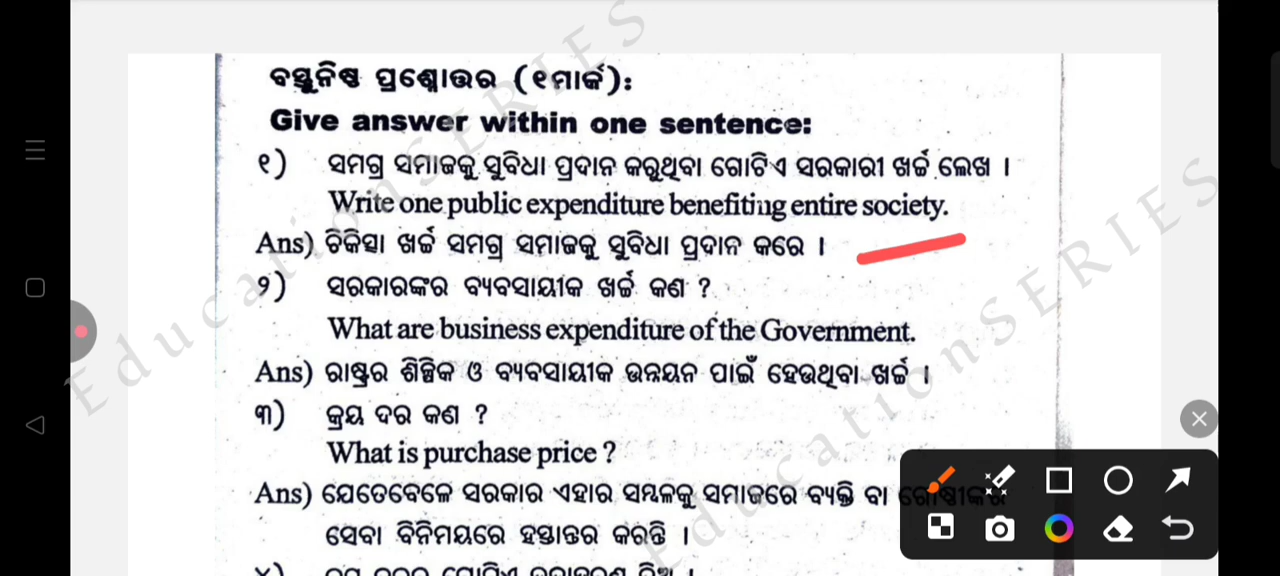 ବସ୍ତୁନିଷ୍ଠ ପ୍ରଶ୍ନୋତ୍ତର (୧ମାର୍କ):
Give answer within one sentence:
୧) ସମଗ୍ର ସମାଜକୁ ସୁବିଧା ପ୍ରଦାନ କରୁଥିବା ଗୋଟିଏ ସରକାରୀ ଖର୍ଚ୍ଚ ଲେଖ ।
Write one public expenditure benefiting entire society.
Ans) ଚିକିତ୍ସା ଖର୍ଚ୍ଚ ସମଗ୍ର ସମାଜକୁ ସୁବିଧା ପ୍ରଦାନ କରେ ।
୨) ସରକାରଙ୍କର ବ୍ୟବସାୟୀକ ଖର୍ଚ୍ଚ କଣ ?
What are business expenditure of the Government.
Ans) ରାଷ୍ଟ୍ରର ଶିଳ୍ପିକ ଓ ବ୍ୟବସାୟୀକ ଉନ୍ନୟନ ପାଇଁ ହେଉଥିବା ଖର୍ଚ୍ଚ ।
୩) କ୍ରୟ ଦର କଣ ?
What is purchase price ?
Ans) ଯେତେବେଳେ ସରକାର ଏହାର ସମ୍ବଳକୁ ସମାଜରେ ବ୍ୟକ୍ତି ବା ଗୋଷ୍ଠୀଙ୍କର
ସେବା ବିନିମୟରେ ହସ୍ତାନ୍ତର କରନ୍ତି ।
EducationSERIES
EducationSERIES